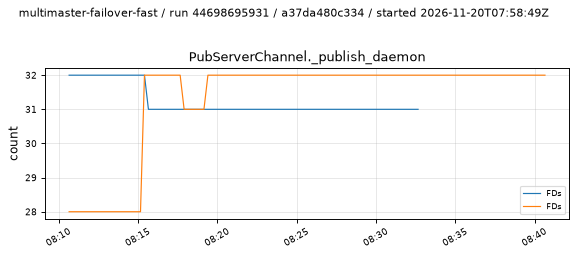 multimaster-failover-fast / run 44698695931 / a37da480c334 / started 2026-11-20T07:58:49Z
PubServerChannel._publish_daemon
count
32
31
30
29
28
08:10
08:15
08:20
08:25
08:30
08:35
08:40
FDs
FDs